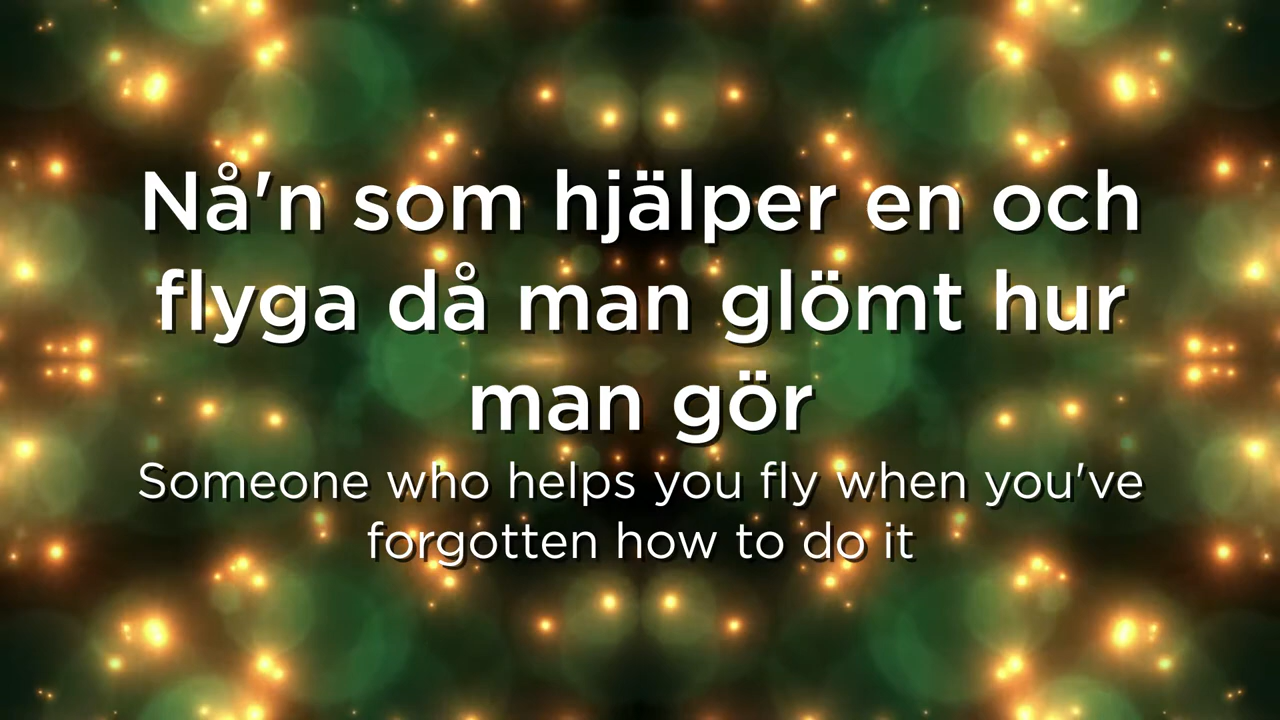 Nå'n som hjälper en och
flyga då man glömt hur
man gör
Someone who helps you fly when you've
forgotten how to do it